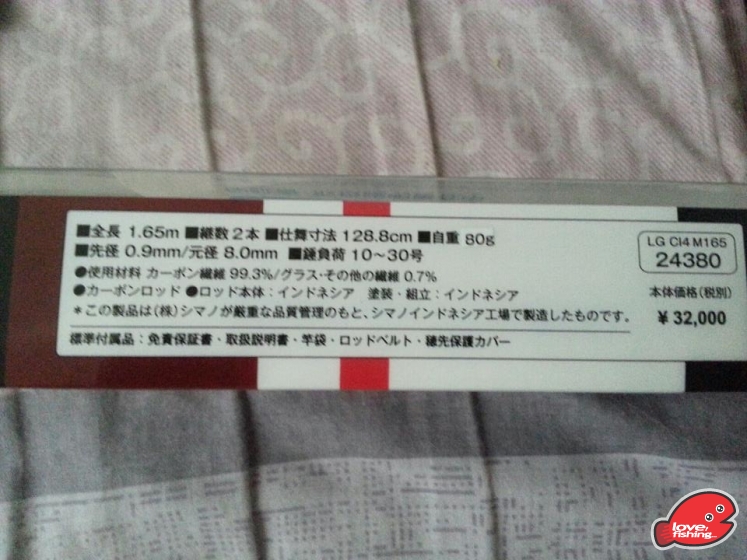 ■全長 1.65m ■継数2本 ■仕舞寸法 128.8cm ■自重 80g
■先径 0.9mm/元径 8.0mm ■錘負荷 10〜30号
●使用材料 カーボン繊維 99.3%/グラス・その他の繊維 0.7%
●カーボンロッド ●ロッド本体：インドネシア 塗装・組立：インドネシア
＊この製品は(株)シマノが厳重な品質管理のもと、シマノインドネシア工場で製造したものです。
標準付属品：免責保証書・取扱説明書・竿袋・ロッドベルト・穂先保護カバー
LG CI4 M165
24380
本体価格(税別)
¥32,000
love,
fishing